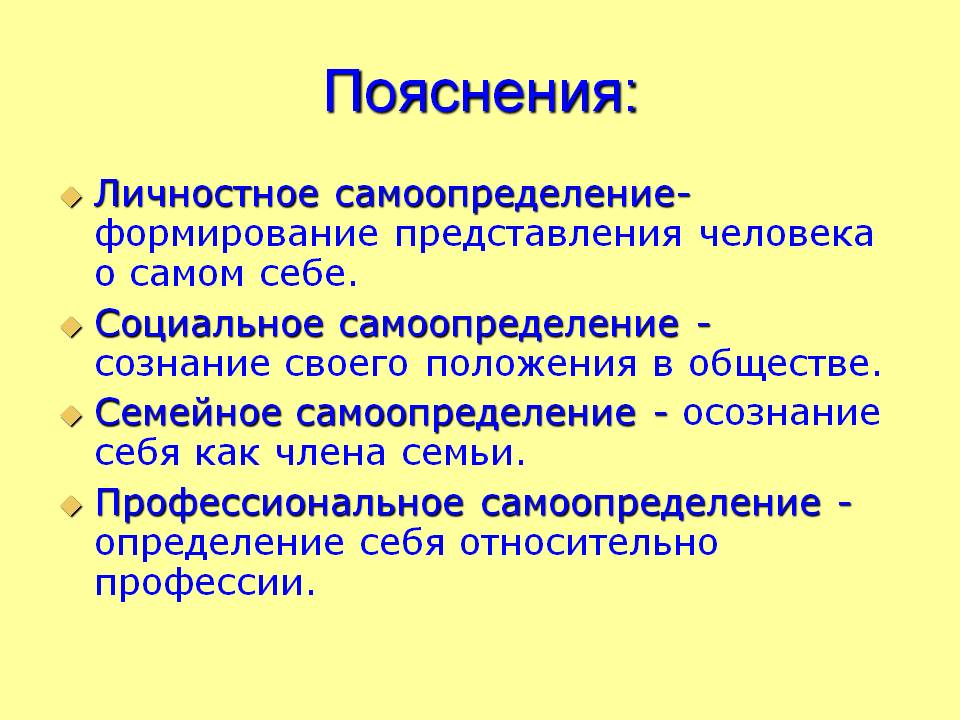 Пояснения:
Личностное самоопределение-
формирование представления человека
о самом себе.
Социальное самоопределение -
сознание своего положения в обществе.
Семейное самоопределение - осознание
себя как члена семьи.
Профессиональное самоопределение -
определение себя относительно
профессии.